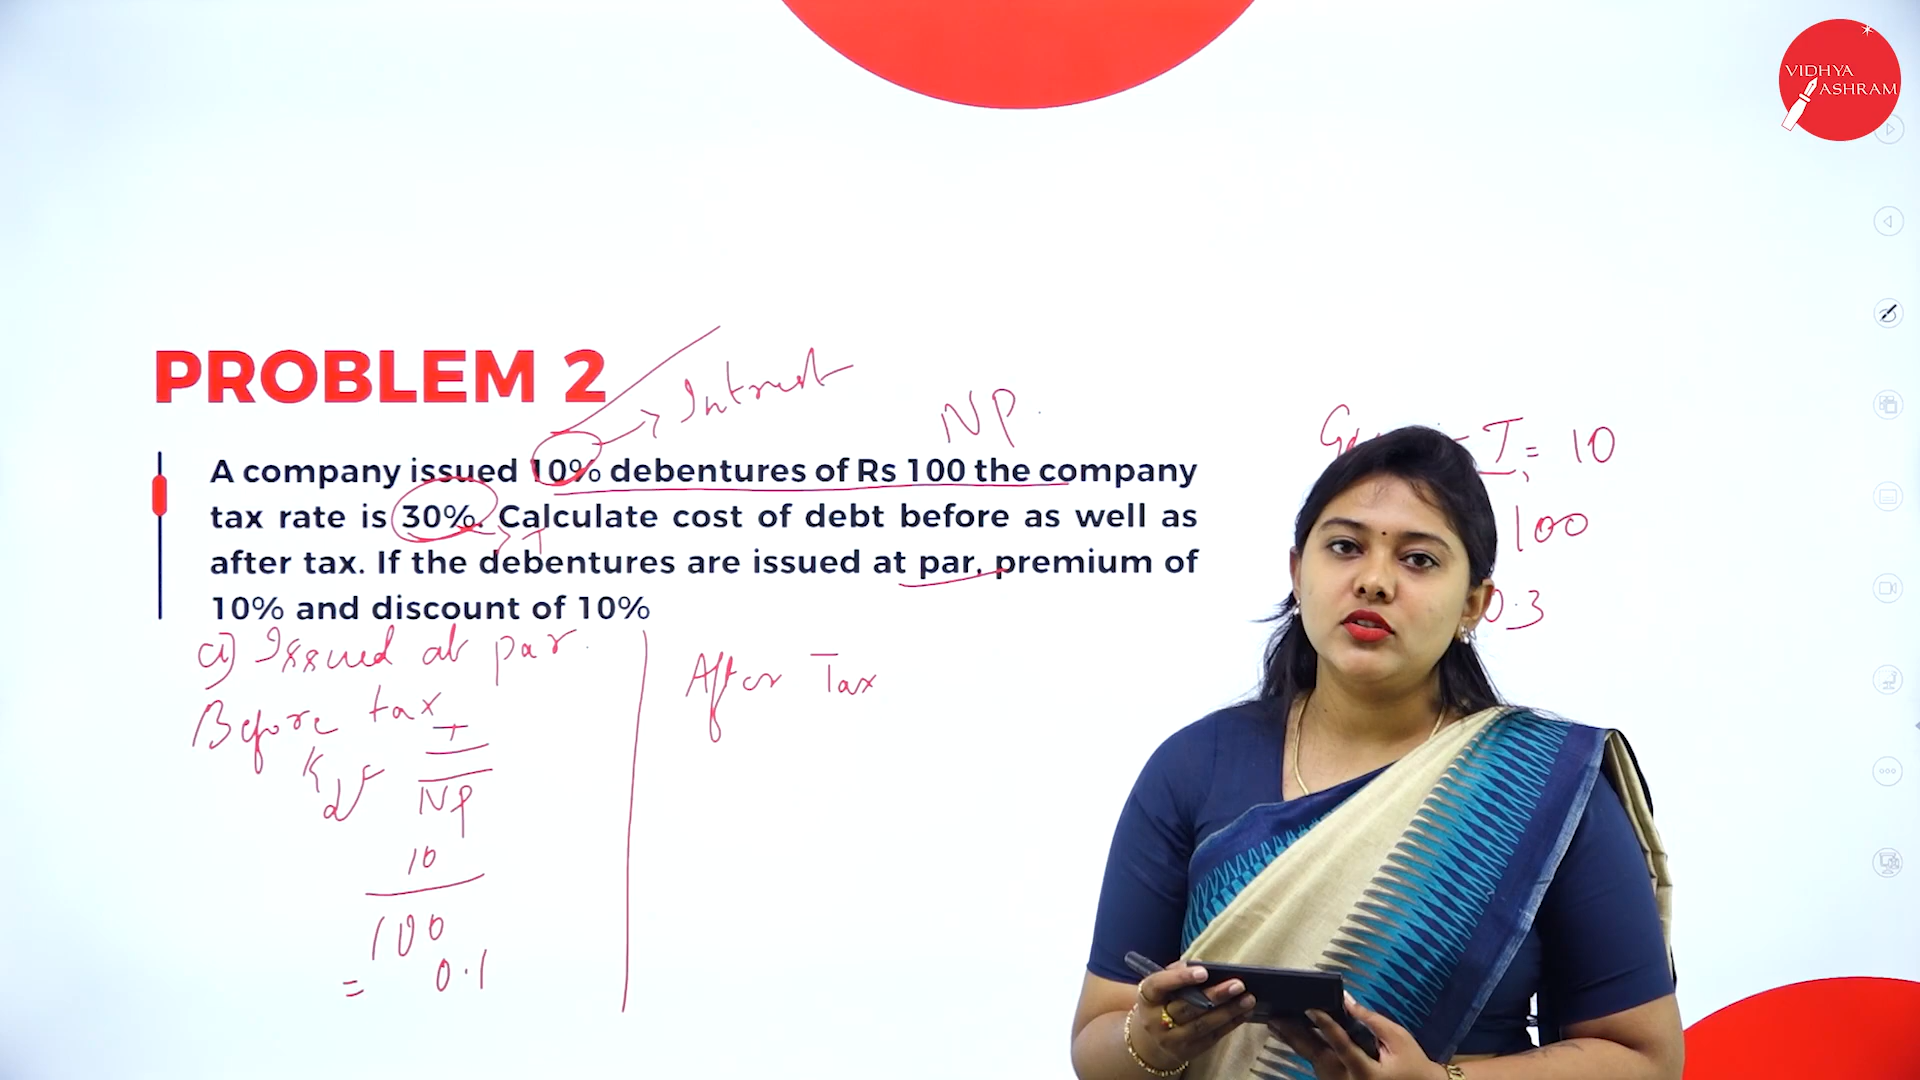 VIDHYA
ASHRAM
PROBLEM 2
Intrest
NP
A company issued 10% debentures of Rs 100 the company
tax rate is 30%. Calculate cost of debt before as well as
after tax. If the debentures are issued at par, premium of
10% and discount of 10%
T
I = 10
100
0.3
a) Issued at par.
Before tax
Kd = I
NP
10
100
= 0.1
After Tax